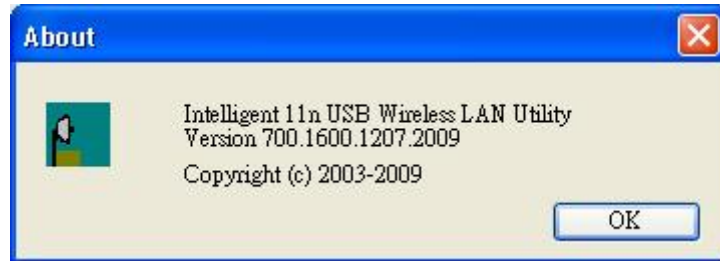 About
Intelligent 11n USB Wireless LAN Utility
Version 700.1600.1207.2009
Copyright (c) 2003-2009
OK